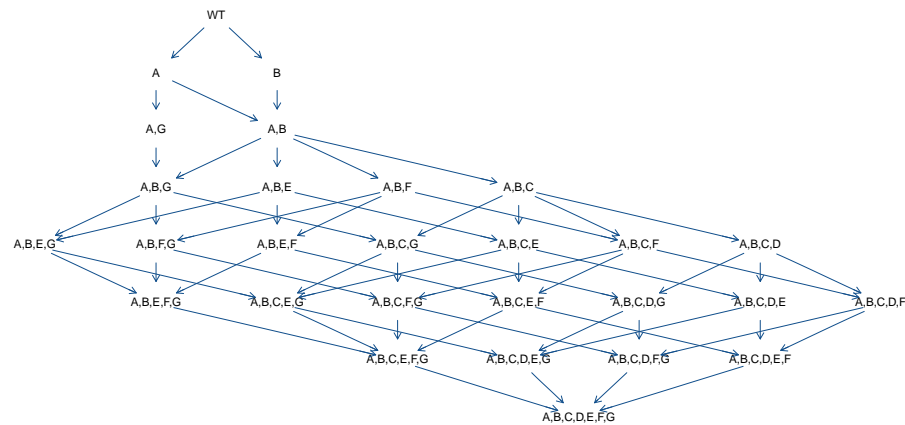 WT
A B
A,G A,B
A,B,G A,B,E A,B,F A,B,C
A,B,E,G A,B,F,G A,B,E,F A,B,C,G A,B,C,E A,B,C,F A,B,C,D
A,B,E,F,G A,B,C,E,G A,B,C,F,G A,B,C,E,F A,B,C,D,G A,B,C,D,E A,B,C,D,F
A,B,C,E,F,G A,B,C,D,E,G A,B,C,D,F,G A,B,C,D,E,F
A,B,C,D,E,F,G